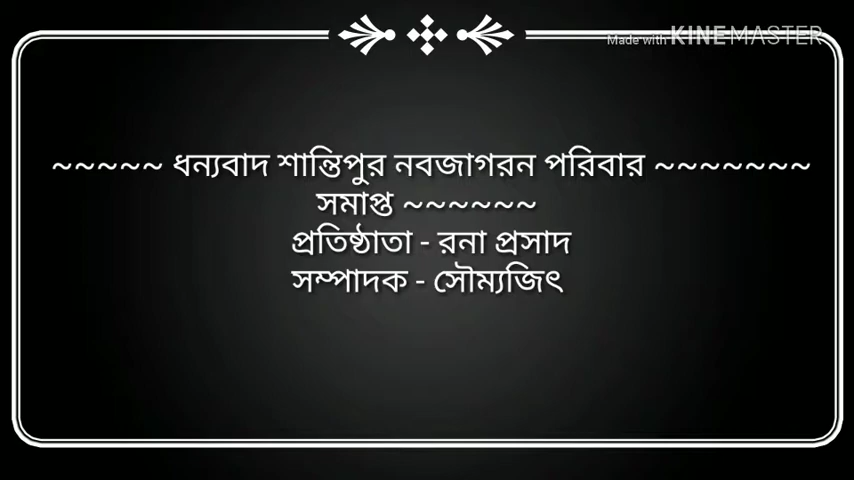 Made with KINEMASTER
~~~~~ ধন্যবাদ শান্তিপুর নবজাগরন পরিবার ~~~~~~~
সমাপ্ত ~~~~~~
প্রতিষ্ঠাতা - রনা প্রসাদ
সম্পাদক - সৌম্যজিৎ